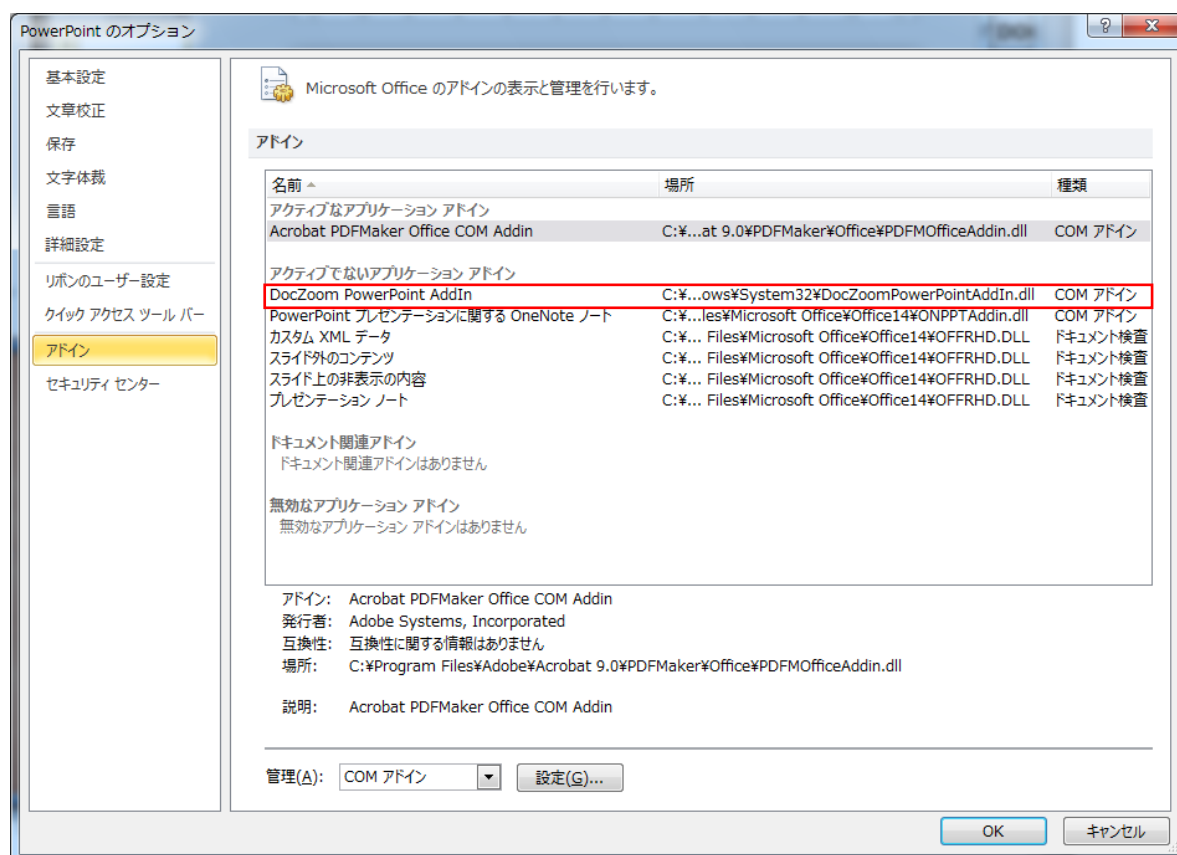 PowerPoint のオプション
基本設定
文章校正
保存
文字体裁
言語
詳細設定
リボンのユーザー設定
クイック アクセス ツール バー
アドイン
セキュリティ センター
Microsoft Office のアドインの表示と管理を行います。
アドイン
名前 場所 種類
アクティブなアプリケーション アドイン
Acrobat PDFMaker Office COM Addin C:¥...at 9.0¥PDFMaker¥Office¥PDFMOfficeAddin.dll COM アドイン
アクティブでないアプリケーション アドイン
DocZoom PowerPoint AddIn C:¥...ows¥System32¥DocZoomPowerPointAddIn.dll COM アドイン
PowerPoint プレゼンテーションに関する OneNote ノート C:¥...les¥Microsoft Office¥Office14¥ONPPTAddin.dll COM アドイン
カスタム XML データ C:¥... Files¥Microsoft Office¥Office14¥OFFRHD.DLL ドキュメント検査
スライド外のコンテンツ C:¥... Files¥Microsoft Office¥Office14¥OFFRHD.DLL ドキュメント検査
スライド上の非表示の内容 C:¥... Files¥Microsoft Office¥Office14¥OFFRHD.DLL ドキュメント検査
プレゼンテーション ノート C:¥... Files¥Microsoft Office¥Office14¥OFFRHD.DLL ドキュメント検査
ドキュメント関連アドイン
ドキュメント関連アドインはありません
無効なアプリケーション アドイン
無効なアプリケーション アドインはありません
アドイン: Acrobat PDFMaker Office COM Addin
発行者: Adobe Systems, Incorporated
互換性: 互換性に関する情報はありません
場所: C:¥Program Files¥Adobe¥Acrobat 9.0¥PDFMaker¥Office¥PDFMOfficeAddin.dll
説明: Acrobat PDFMaker Office COM Addin
管理(A): COM アドイン 設定(G)...
OK キャンセル